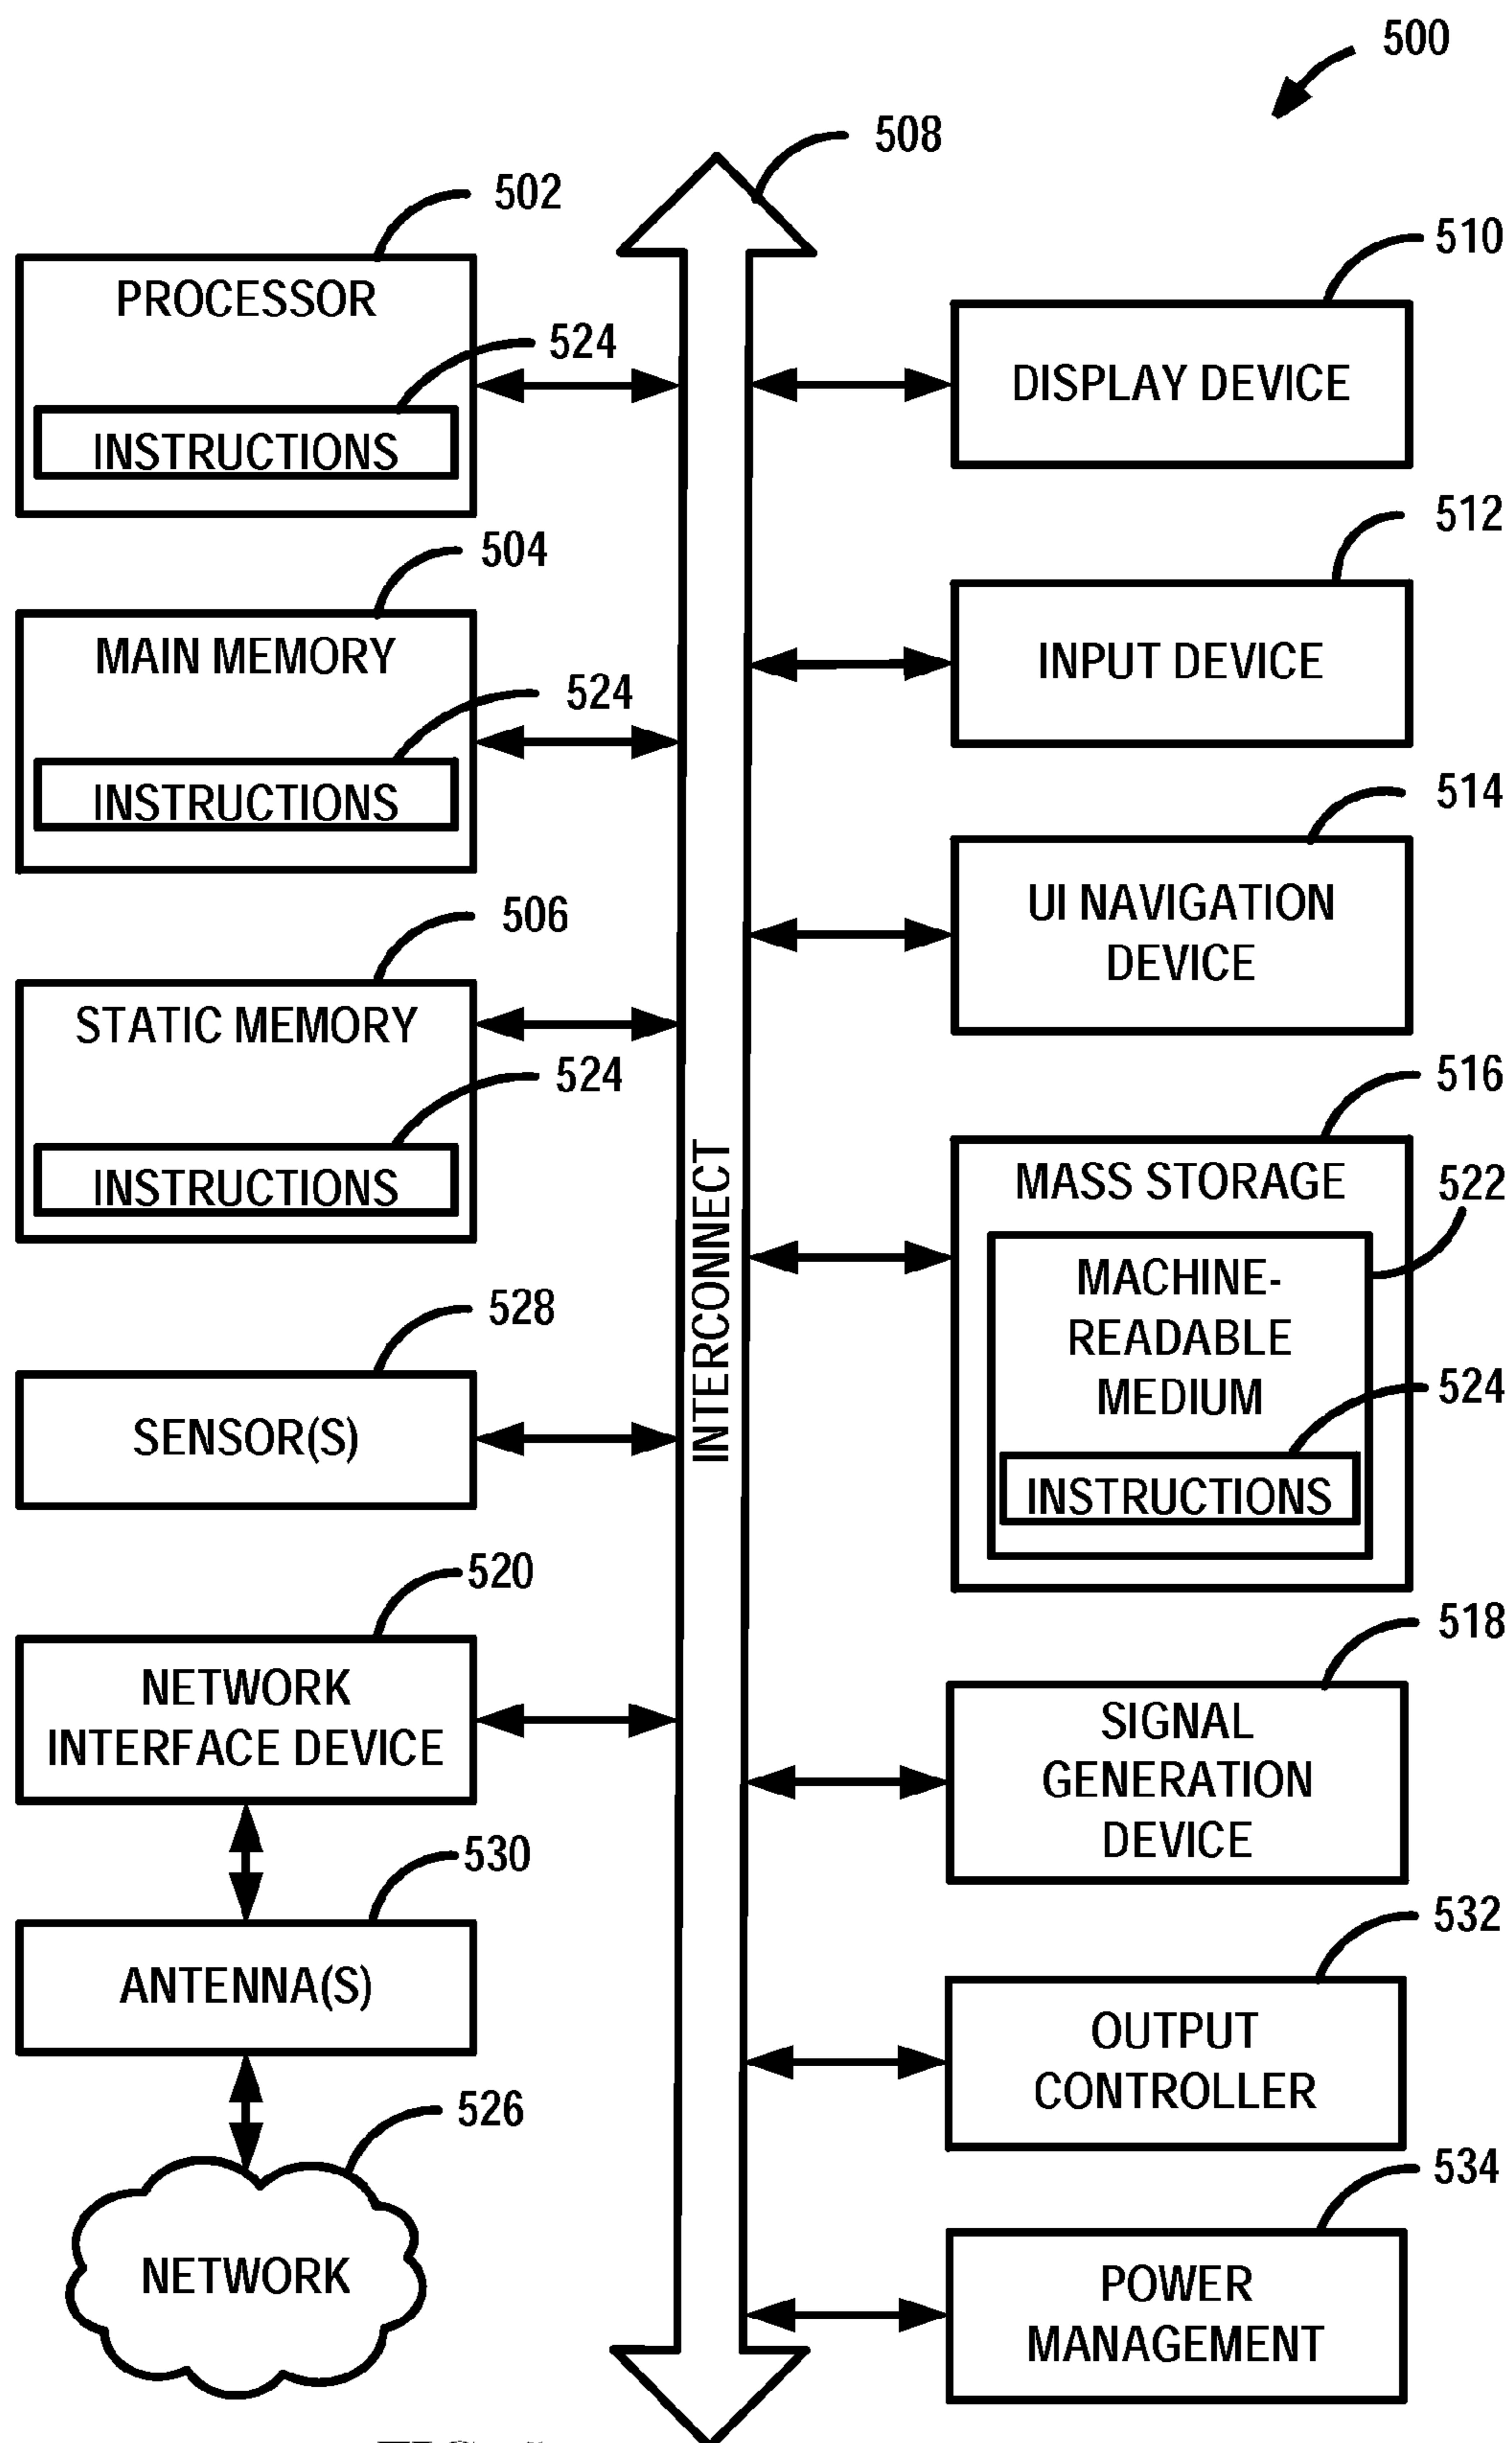 500
508
502
PROCESSOR
524
INSTRUCTIONS
504
MAIN MEMORY
524
INSTRUCTIONS
506
STATIC MEMORY
524
INSTRUCTIONS
528
SENSOR(S)
520
NETWORK
INTERFACE DEVICE
530
ANTENNA(S)
526
NETWORK
INTERCONNECT
510
DISPLAY DEVICE
512
INPUT DEVICE
514
UI NAVIGATION
DEVICE
516
MASS STORAGE
522
MACHINE-
READABLE
MEDIUM
524
INSTRUCTIONS
518
SIGNAL
GENERATION
DEVICE
532
OUTPUT
CONTROLLER
534
POWER
MANAGEMENT